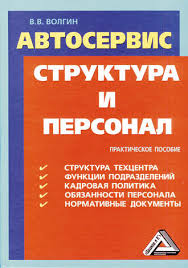 В.В. ВОЛГИН
АВТОСЕРВИС
СТРУКТУРА
И
ПЕРСОНАЛ
ПРАКТИЧЕСКОЕ ПОСОБИЕ
СТРУКТУРА ТЕХЦЕНТРА
ФУНКЦИИ ПОДРАЗДЕЛЕНИЙ
КАДРОВАЯ ПОЛИТИКА
ОБЯЗАННОСТИ ПЕРСОНАЛА
НОРМАТИВНЫЕ ДОКУМЕНТЫ